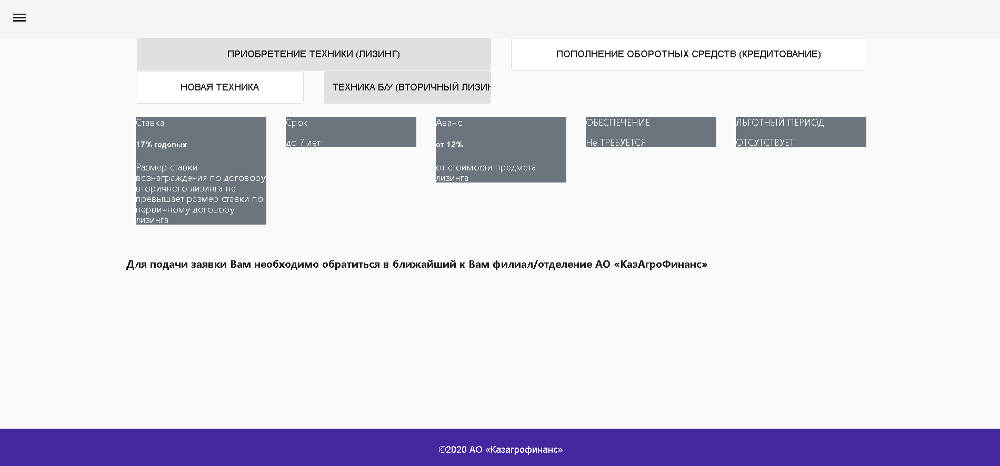 ПРИОБРЕТЕНИЕ ТЕХНИКИ (ЛИЗИНГ)
ПОПОЛНЕНИЕ ОБОРОТНЫХ СРЕДСТВ (КРЕДИТОВАНИЕ)
НОВАЯ ТЕХНИКА
ТЕХНИКА Б/У (ВТОРИЧНЫЙ
Ставка
17% годовых
Размер ставки
вознаграждения по договору
вторичного лизинга не
превышает размер ставки по
первичному договору
лизинга
Срок
до 7 лет
Аванс
от 12%
от стоимости предмета
лизинга
ОБЕСПЕЧЕНИЕ
Не ТРЕБУЕТСЯ
ЛЬГОТНЫЙ ПЕРИОД
ОТСУТСТВУЕТ
Для подачи заявки Вам необходимо обратиться в ближайший к Вам филиал/отделение АО «КазАгроФинанс»
©2020 АО «Казагрофинанс»